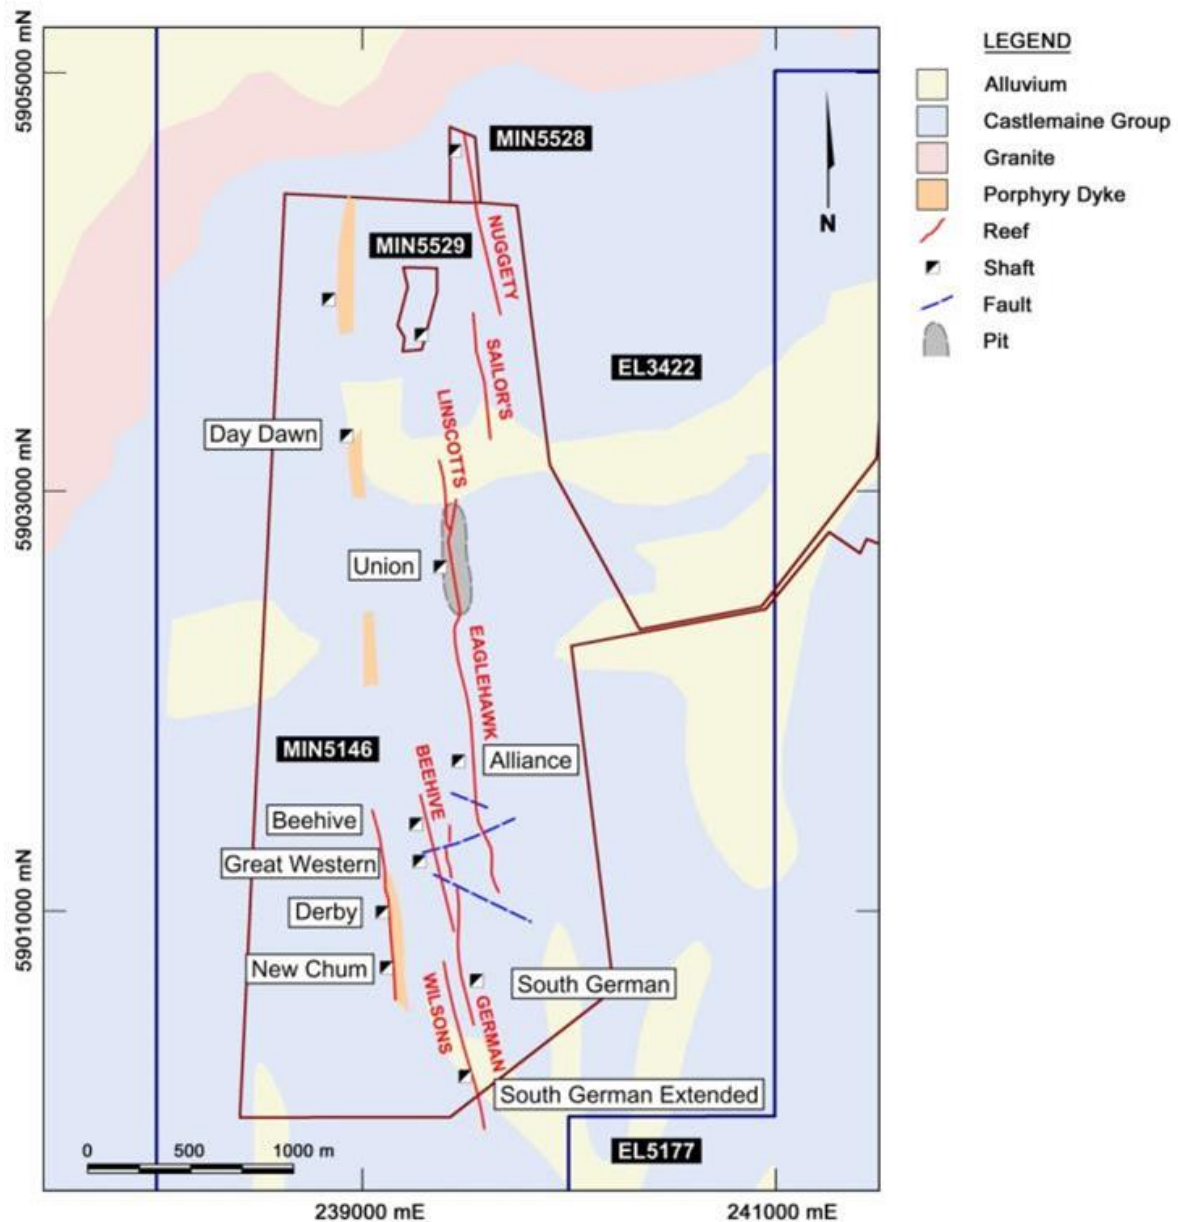 5905000 mN
5903000 mN
5901000 mN
MIN5528
MIN5529
NUGGETY
SAILOR'S
EL3422
LINSCOTTS
Day Dawn
Union
EAGLEHAWK
MIN5146
BEEHIVE
Alliance
Beehive
Great Western
Derby
New Chum
WILSONS
GERMAN
South German
South German Extended
EL5177
0 500 1000 m
239000 mE
241000 mE
N
LEGEND
Alluvium
Castlemaine Group
Granite
Porphyry Dyke
Reef
Shaft
Fault
Pit